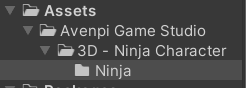 Assets
Avenpi Game Studio
3D - Ninja Character
Ninja